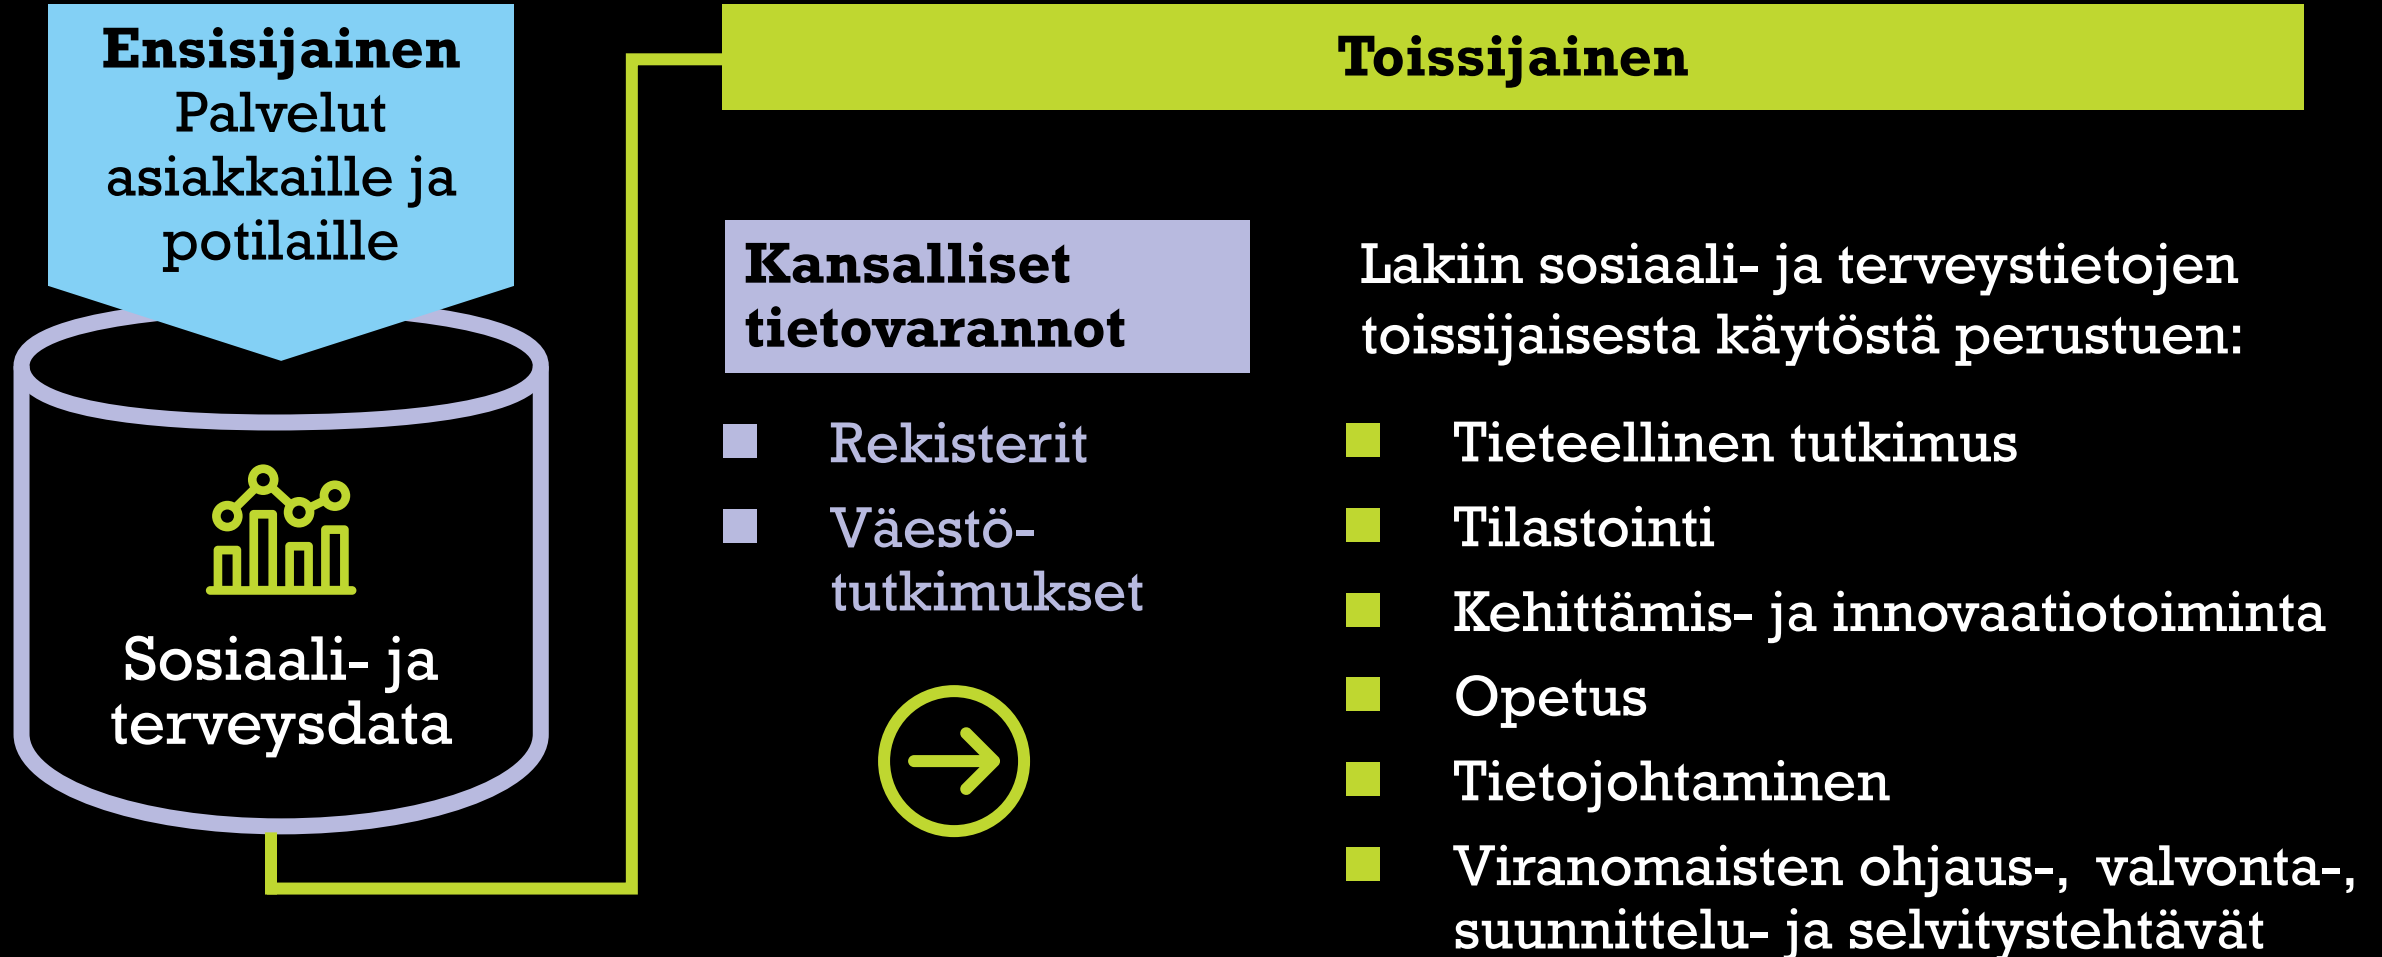 Ensisijainen
Palvelut
asiakkaille ja
potilaille
Sosiaali- ja
terveysdata
Toissijainen
Kansalliset
tietovarannot
Rekisterit
Väestö-
tutkimukset
Lakiin sosiaali- ja terveystietojen
toissijaisesta käytöstä perustuen:
Tieteellinen tutkimus
Tilastointi
Kehittämis- ja innovaatiotoiminta
Opetus
Tietojohtaminen
Viranomaisten ohjaus-, valvonta-,
suunnittelu- ja selvitystehtävät